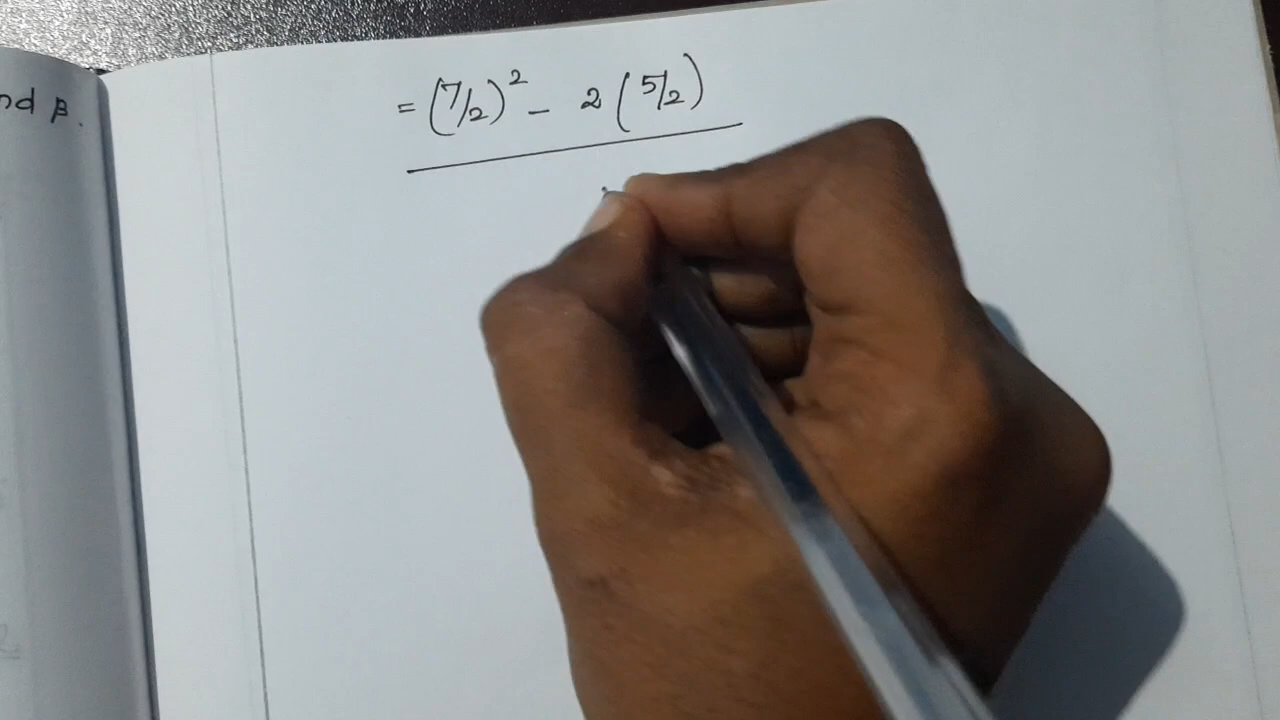 nd β.
= (7/2)² - 2 (5/2)